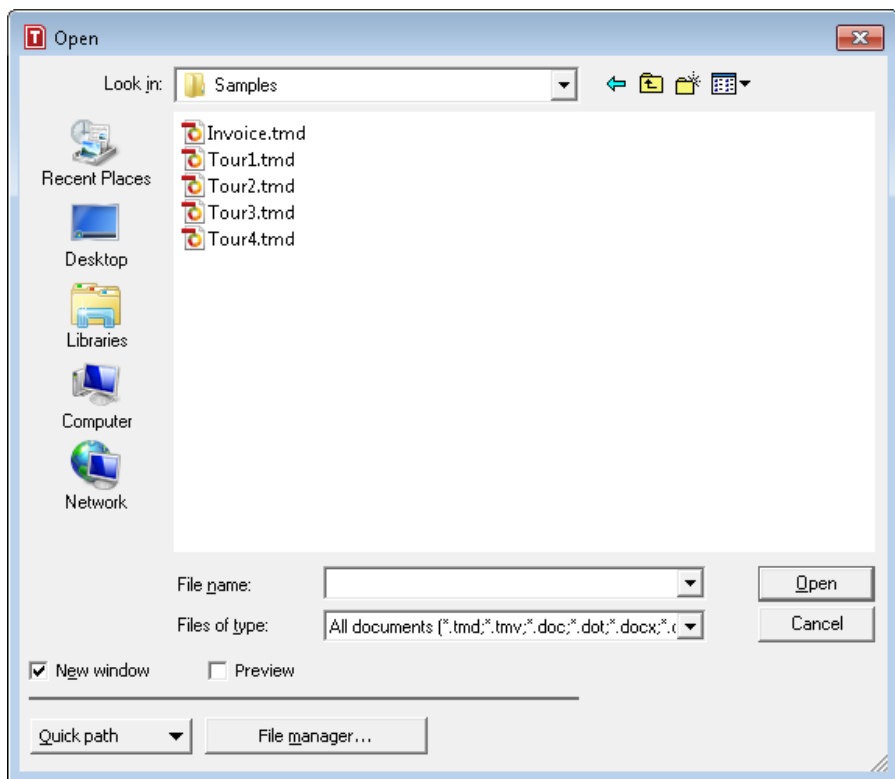 Open
Look in:
Samples
Recent Places
Desktop
Libraries
Computer
Network
Invoice.tmd
Tour1.tmd
Tour2.tmd
Tour3.tmd
Tour4.tmd
File name:
Open
Files of type:
All documents (*.tmd;*.tmv;*.doc;*.dot;*.docx;*.
Cancel
New window
Preview
Quick path
File manager...